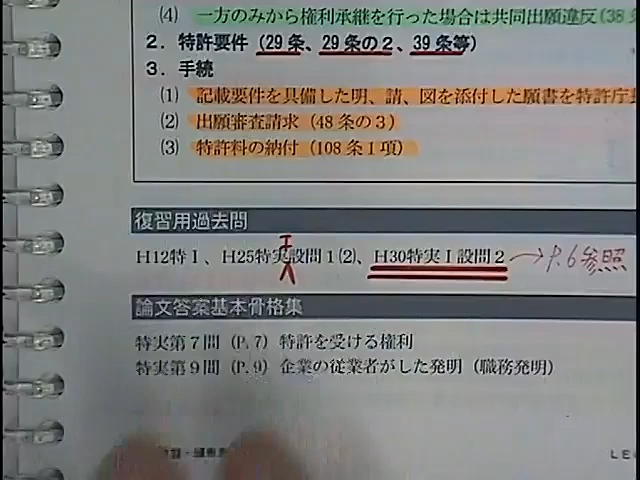 (4) 一方のみから権利承継を行った場合は共同出願違反(38
2．特許要件（29条、29条の2、39条等）
3．手続
(1) 記載要件を具備した明、請、図を添付した願書を特許庁
(2) 出願審査請求（48条の3）
(3) 特許料の納付（108条1項）
復習用過去問
H12特Ⅰ、H25特実Ⅰ設問1(2)、H30特実Ⅰ設問2 → P.6参照
論文答案基本骨格集
特実第7問（P.7）特許を受ける権利
特実第9問（P.9）企業の従業者がした発明（職務発明）
LE